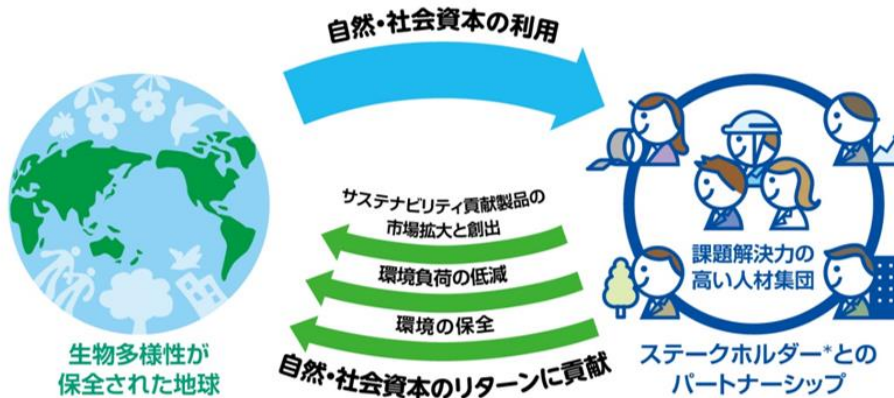 自然・社会資本の利用
サステナビリティ貢献製品の
市場拡大と創出
環境負荷の低減
環境の保全
自然・社会資本のリターンに貢献
生物多様性が
保全された地球
課題解決力の
高い人材集団
ステークホルダー*との
パートナーシップ